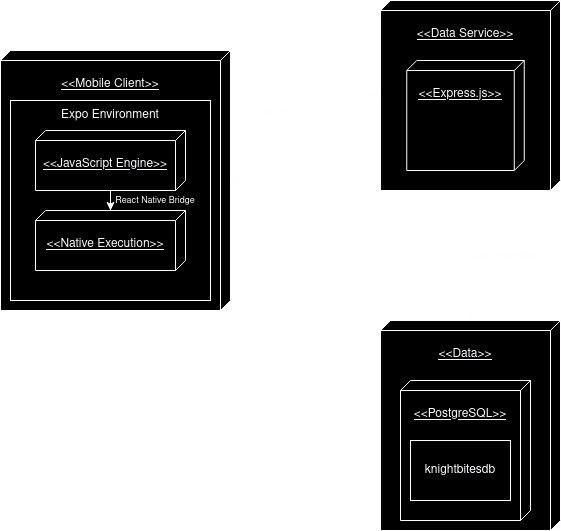 <<Mobile Client>>
Expo Environment
<<JavaScript Engine>>
React Native Bridge
<<Native Execution>>
<<Data Service>>
<<Express.js>>
<<Data>>
<<PostgreSQL>>
knightbitesdb